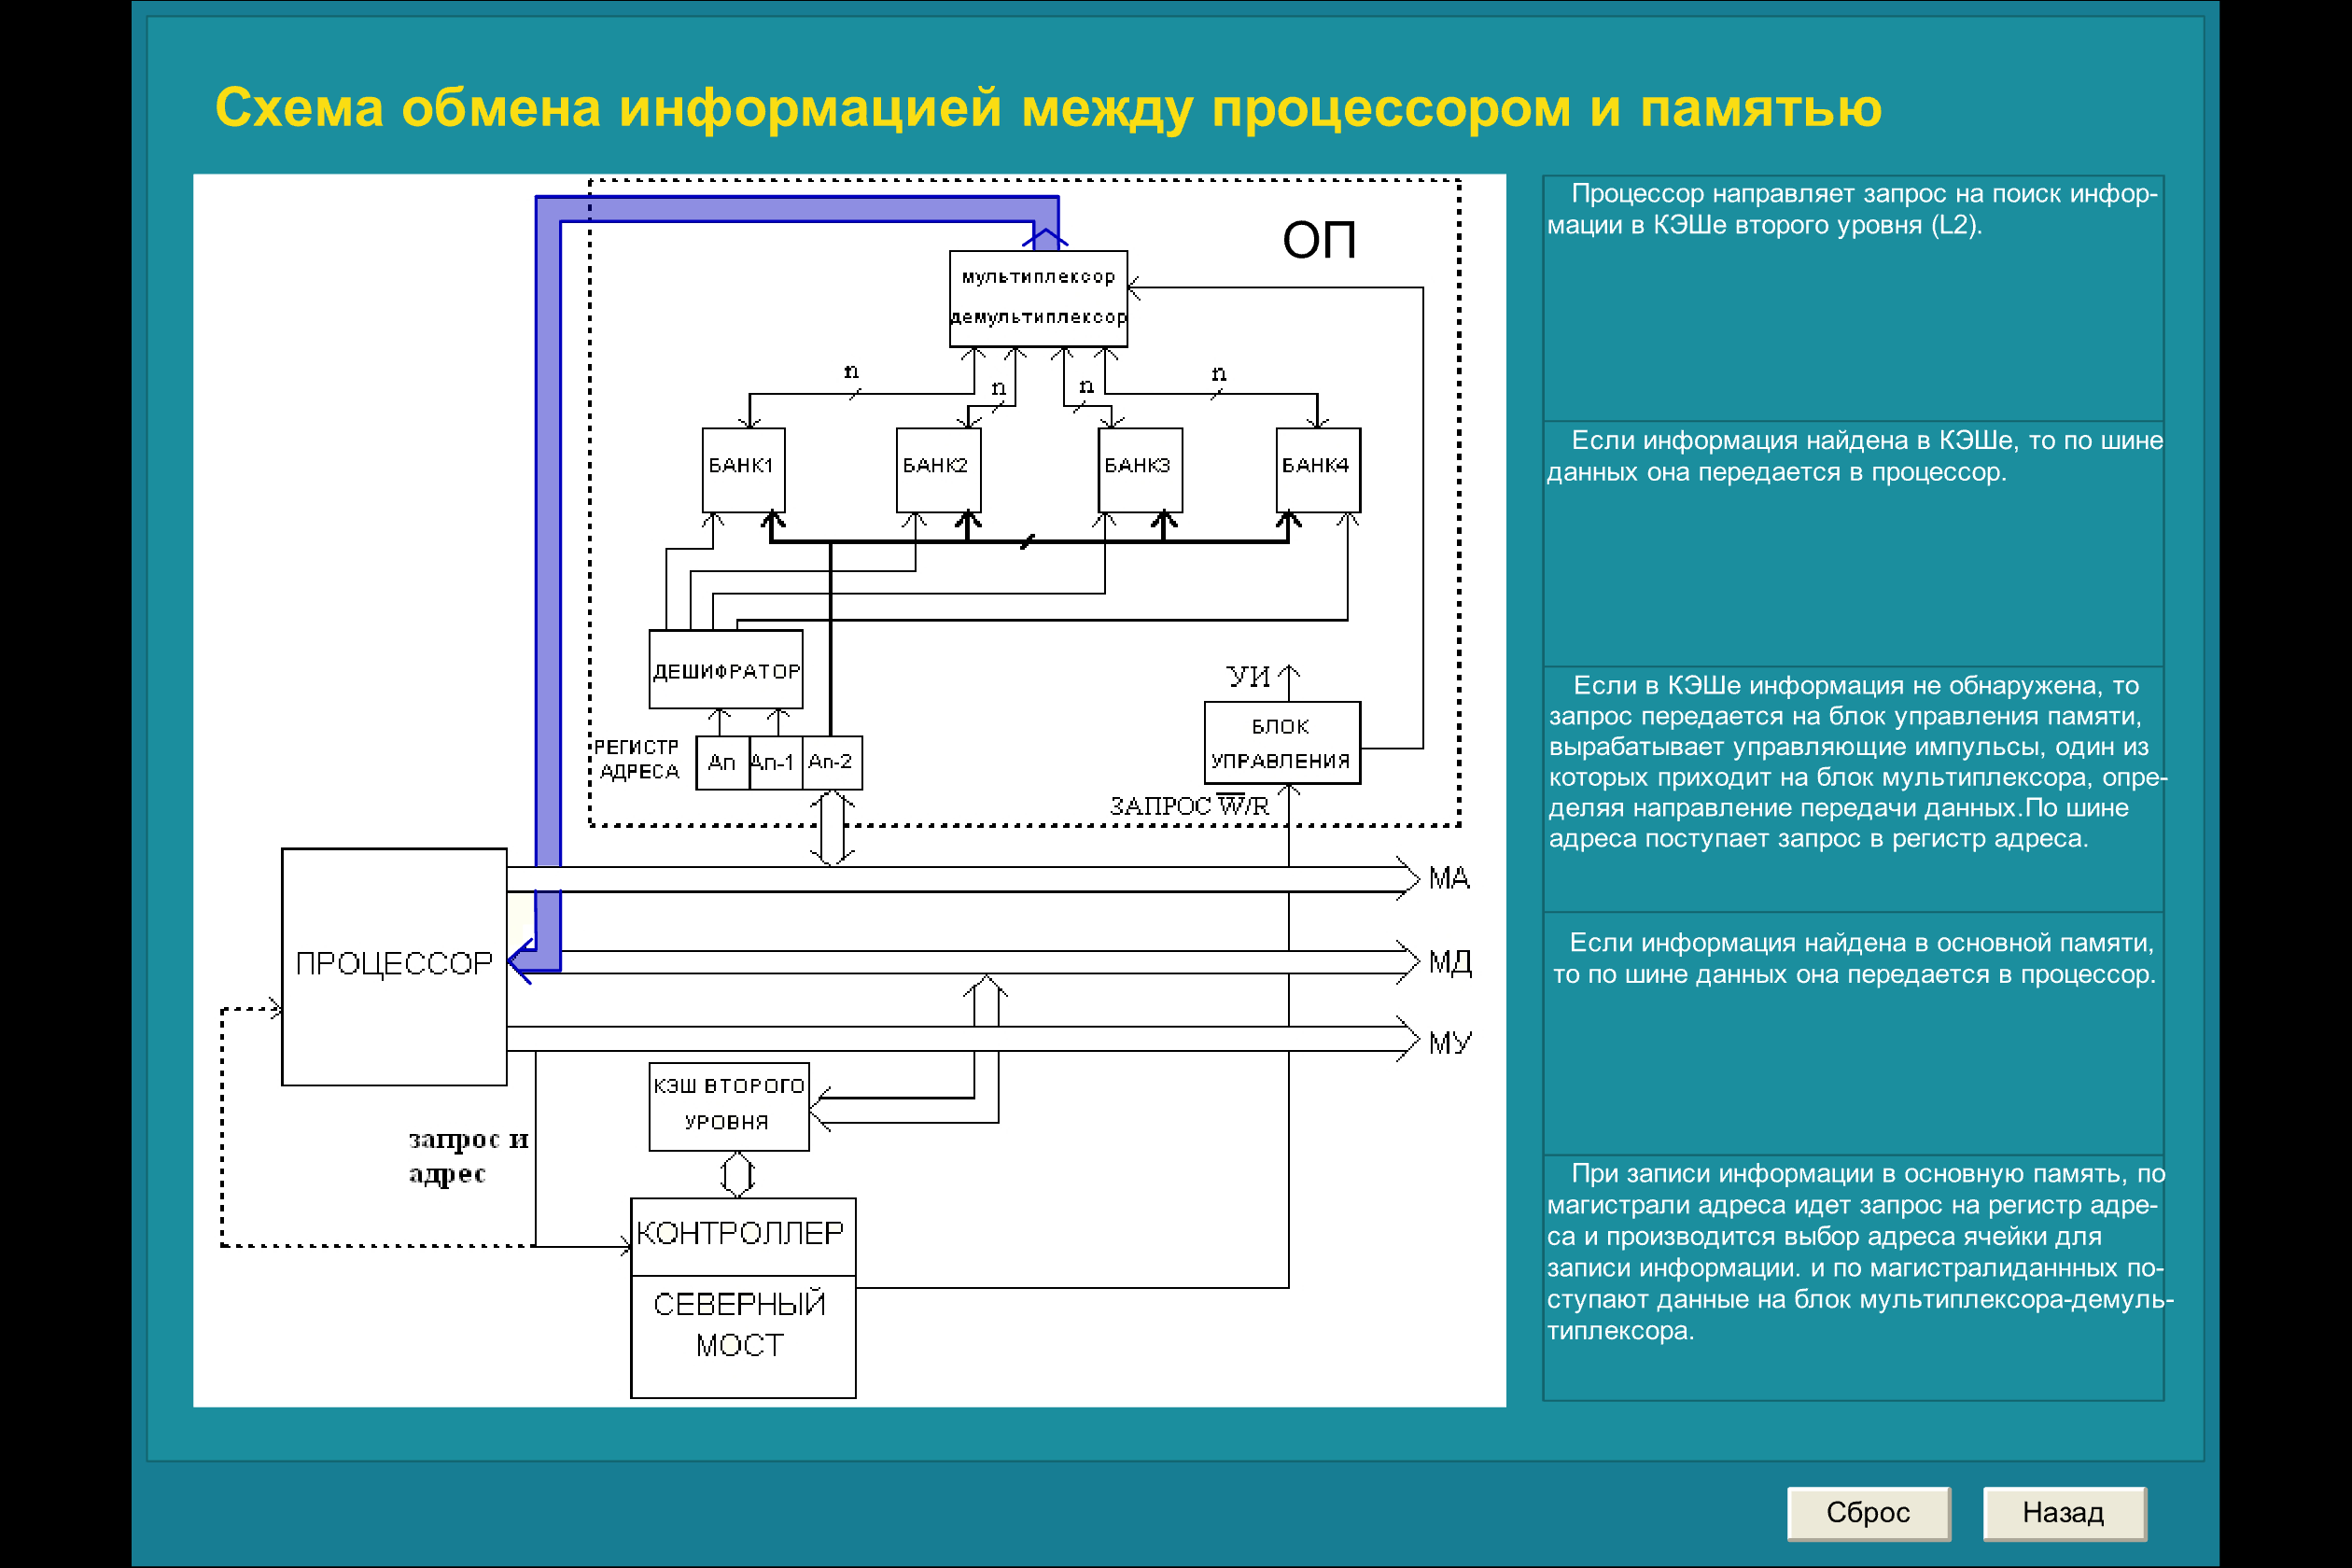 Схема обмена информацией между процессором и памятью
ОП
мультиплексор
демультиплексор
n
n
n
n
БАНК1
БАНК2
БАНК3
БАНК4
ДЕШИФРАТОР
РЕГИСТР
АДРЕСА
An
An-1
An-2
УИ
БЛОК
УПРАВЛЕНИЯ
ЗАПРОС W̅/R
ПРОЦЕССОР
МА
МД
МУ
КЭШ ВТОРОГО
УРОВНЯ
запрос и
адрес
КОНТРОЛЛЕР
СЕВЕРНЫЙ
МОСТ
Процессор направляет запрос на поиск инфор-
мации в КЭШе второго уровня (L2).
Если информация найдена в КЭШе, то по шине
данных она передается в процессор.
Если в КЭШе информация не обнаружена, то
запрос передается на блок управления памяти,
вырабатывает управляющие импульсы, один из
которых приходит на блок мультиплексора, опре-
деляя направление передачи данных.По шине
адреса поступает запрос в регистр адреса.
Если информация найдена в основной памяти,
то по шине данных она передается в процессор.
При записи информации в основную память, по
магистрали адреса идет запрос на регистр адре-
са и производится выбор адреса ячейки для
записи информации. и по магистралиданнных по-
ступают данные на блок мультиплексора-демуль-
типлексора.
Сброс
Назад